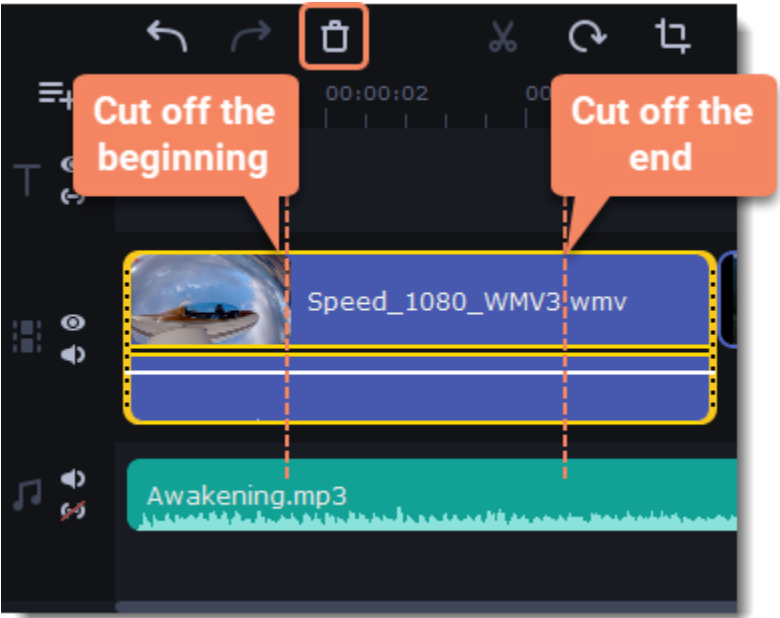 00:00:02
00
Cut off the
beginning
Cut off the
end
Speed_1080_WMV3.wmv
Awakening.mp3